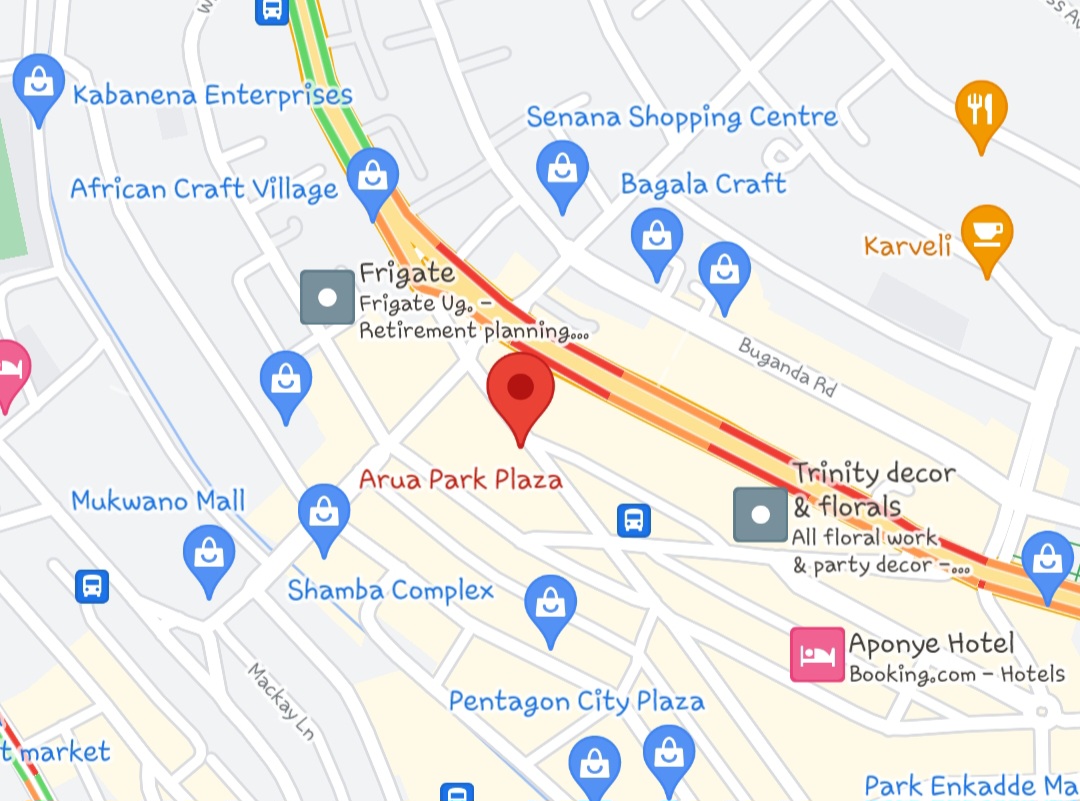 Kabanena Enterprises
Senana Shopping Centre
African Craft Village
Bagala Craft
Karveli
Frigate
Frigate Ug. -
Retirement planning...
Buganda Rd
Arua Park Plaza
Trinity decor
& florals
All floral work
& party decor -...
Mukwano Mall
Shamba Complex
Aponye Hotel
Booking.com - Hotels
Mackay Ln
Pentagon City Plaza
t market
Park Enkadde Ma